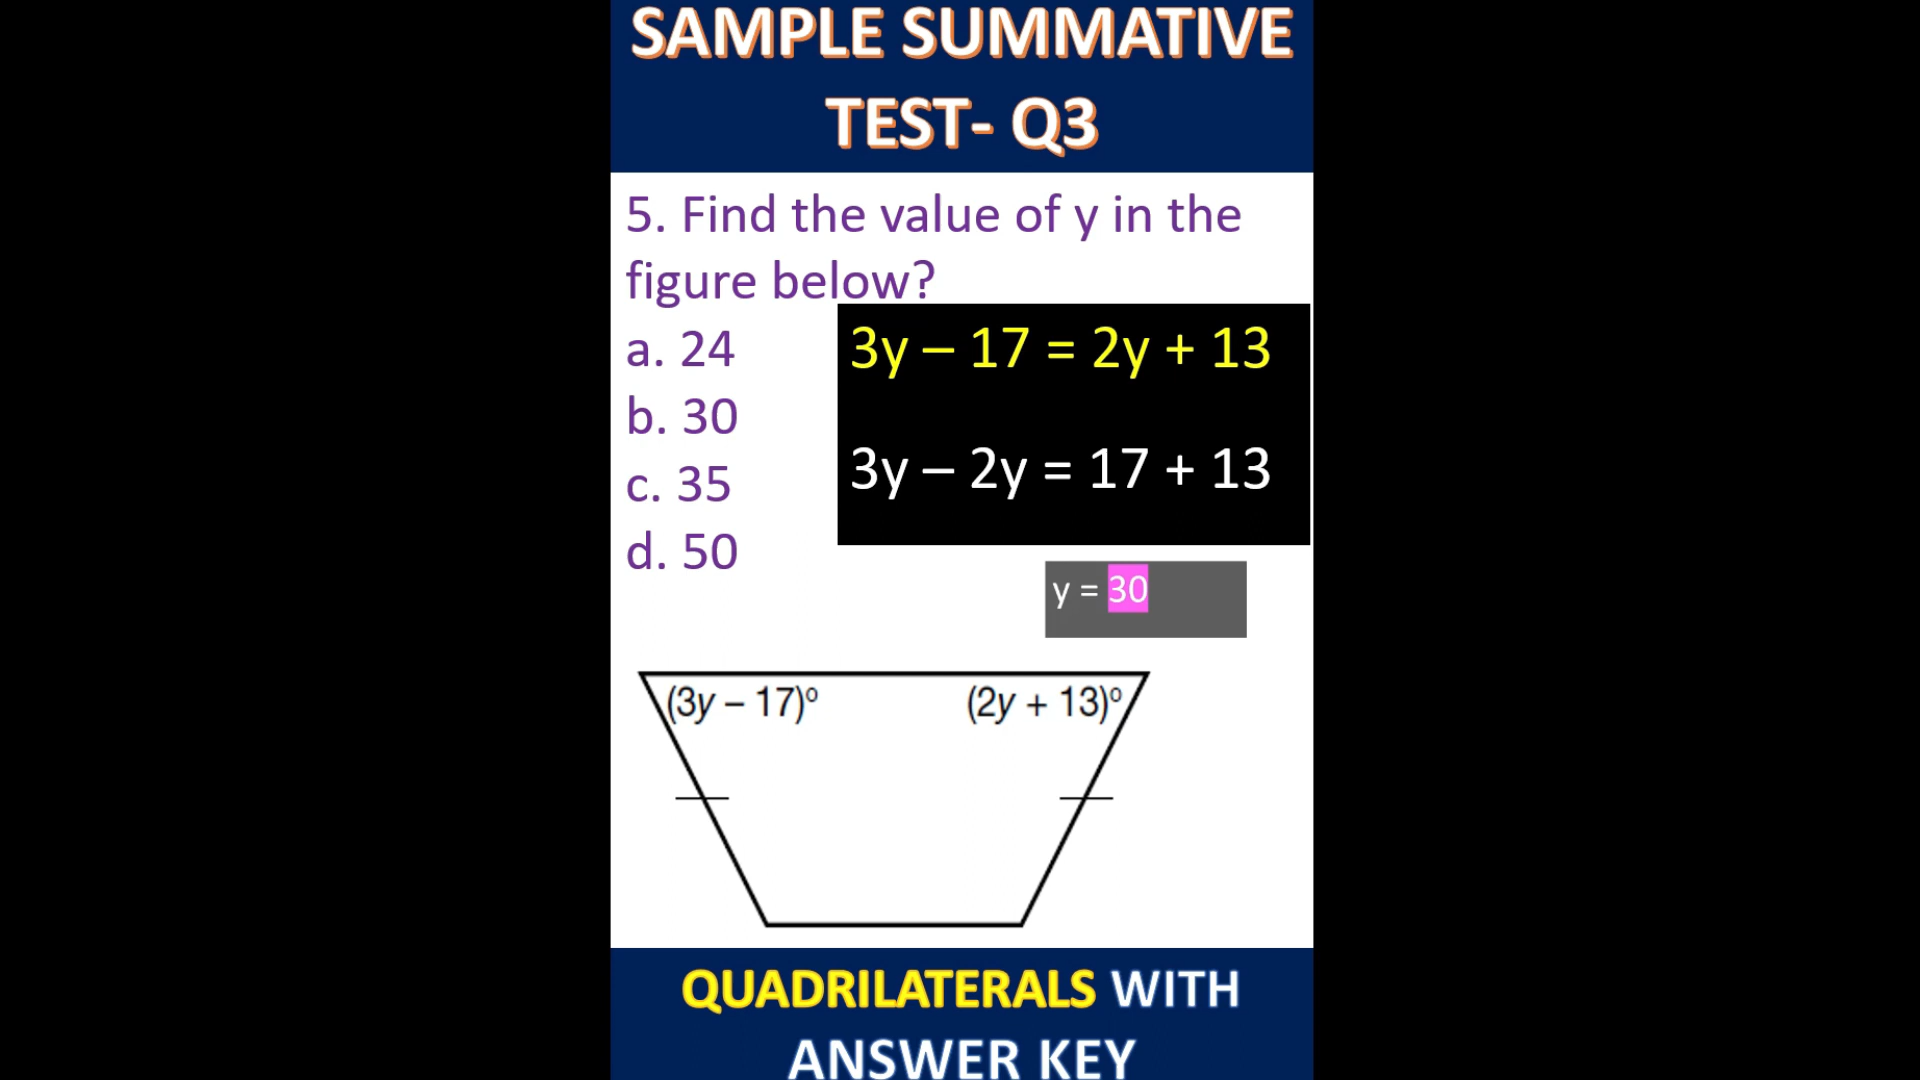 SAMPLE SUMMATIVE
TEST- Q3
5. Find the value of y in the
figure below?
a. 24
b. 30
c. 35
d. 50
3y – 17 = 2y + 13
3y – 2y = 17 + 13
y = 30
(3y – 17)º
(2y + 13)º
QUADRILATERALS WITH
ANSWER KEY